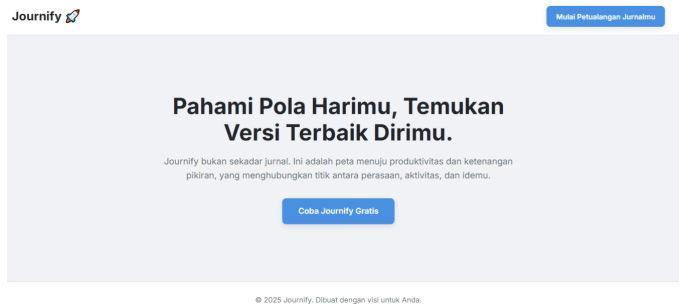 Journify 🚀
Mulai Petualangan Jurnalmu
Pahami Pola Harimu, Temukan
Versi Terbaik Dirimu.
Journify bukan sekadar jurnal. Ini adalah peta menuju produktivitas dan ketenangan
pikiran, yang menghubungkan titik antara perasaan, aktivitas, dan idemu.
Coba Journify Gratis
© 2025 Journify. Dibuat dengan visi untuk Anda.